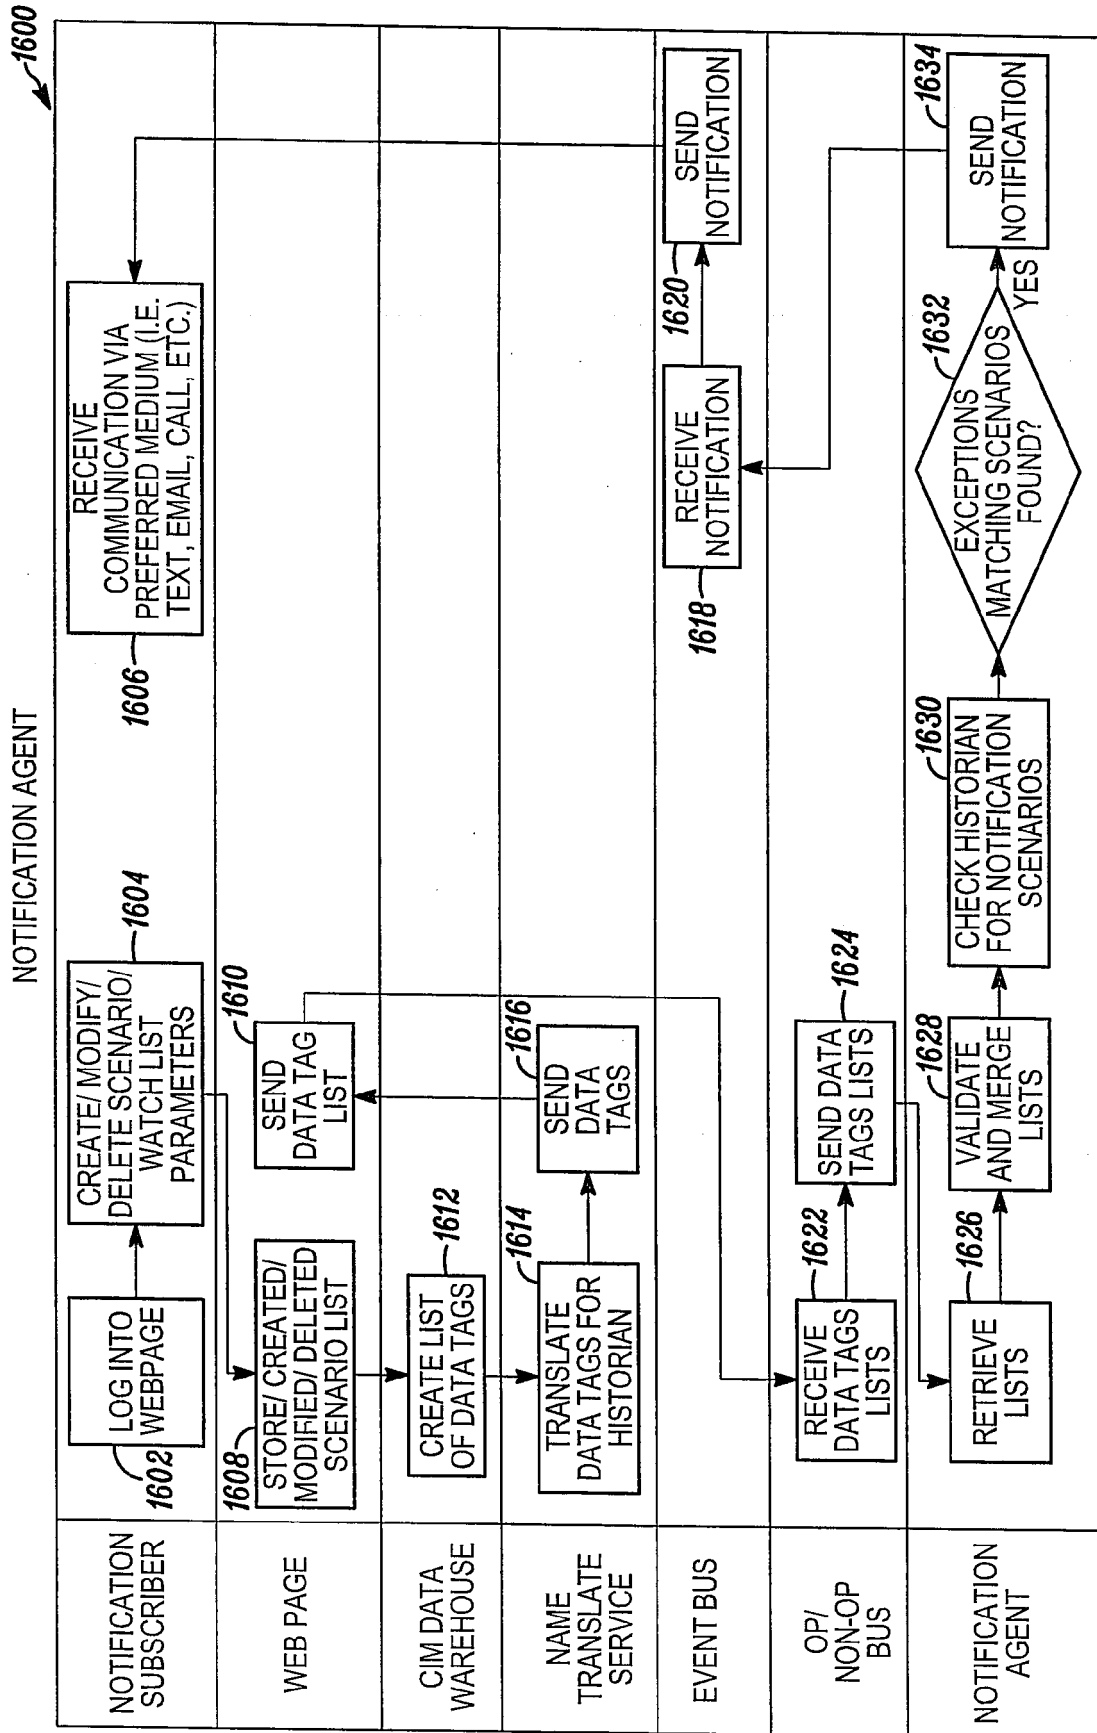 NOTIFICATION AGENT
1600
NOTIFICATION
SUBSCRIBER
LOG INTO
WEBPAGE
1602
CREATE/ MODIFY/
DELETE SCENARIO/
WATCH LIST
PARAMETERS
1604
RECEIVE
COMMUNICATION VIA
PREFERRED MEDIUM (I.E.
TEXT, EMAIL, CALL, ETC.)
1606
WEB PAGE
STORE/ CREATED/
MODIFIED/ DELETED
SCENARIO LIST
1608
SEND
DATA TAG
LIST
1610
CIM DATA
WAREHOUSE
CREATE LIST
OF DATA TAGS
1612
NAME
TRANSLATE
SERVICE
TRANSLATE
DATA TAGS FOR
HISTORIAN
1614
SEND
DATA
TAGS
1616
EVENT BUS
RECEIVE
NOTIFICATION
1618
SEND
NOTIFICATION
1620
OP/
NON-OP
BUS
RECEIVE
DATA TAGS
LISTS
1622
SEND DATA
TAGS LISTS
1624
NOTIFICATION
AGENT
RETRIEVE
LISTS
1626
VALIDATE
AND MERGE
LISTS
1628
CHECK HISTORIAN
FOR NOTIFICATION
SCENARIOS
1630
EXCEPTIONS
MATCHING SCENARIOS
FOUND?
1632
YES
SEND
NOTIFICATION
1634